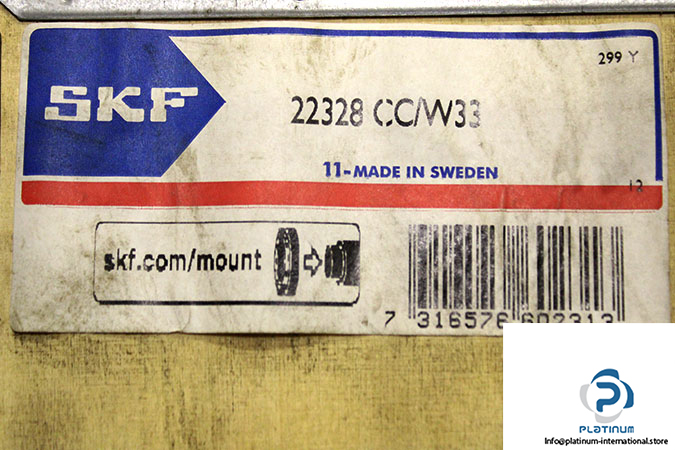 SKF
299 Y
22328 CC/W33
11-MADE IN SWEDEN
12
skf.com/mount
7 316576 602313
PLATINUM
Info@platinum-international.store